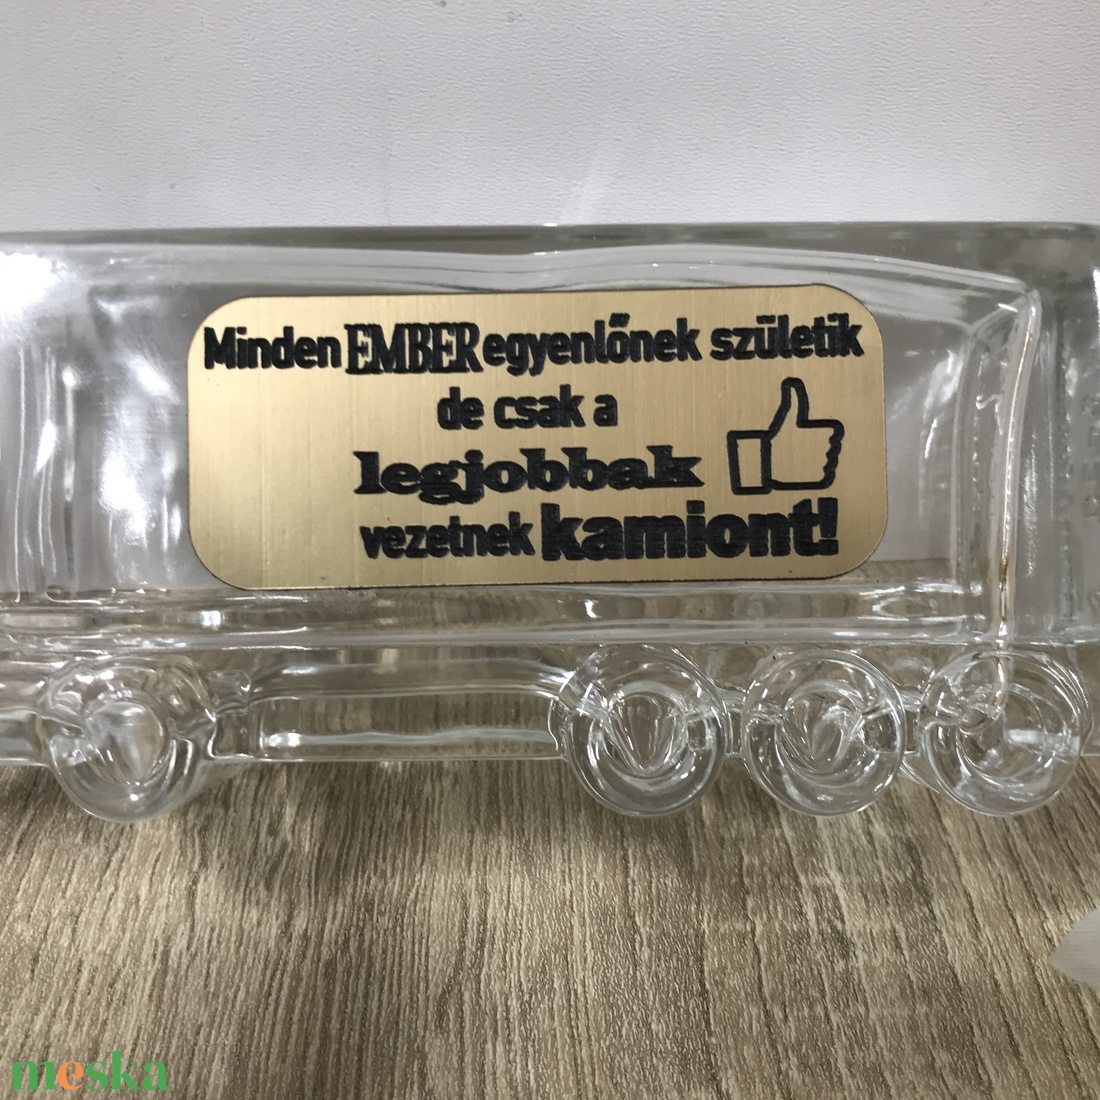 Minden EMBER egyenlőnek születik
de csak a
legjobbak
vezetnek kamiont!
meska